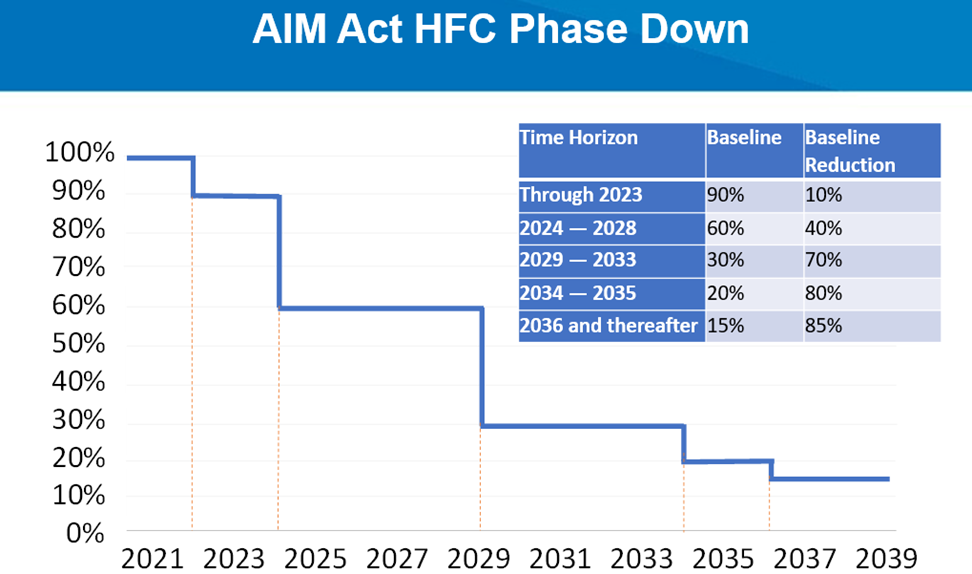 AIM Act HFC Phase Down
100%
90%
80%
70%
60%
50%
40%
30%
20%
10%
0%
2021 2023 2025 2027 2029 2031 2033 2035 2037 2039
Time Horizon Baseline Baseline
Reduction
Through 2023 90% 10%
2024 — 2028 60% 40%
2029 — 2033 30% 70%
2034 — 2035 20% 80%
2036 and thereafter 15% 85%